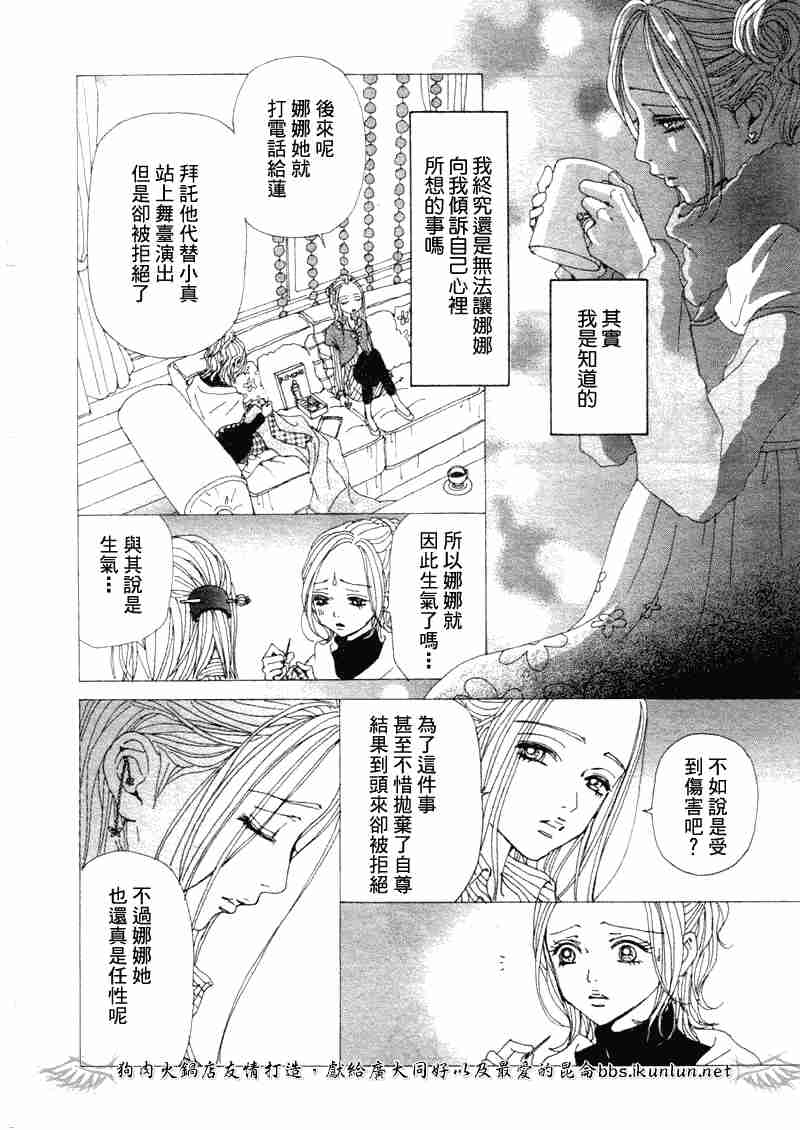 其實
我是知道的
我終究還是無法讓娜娜
向我傾訴自己心裡
所想的事嗎
後來呢
娜娜她就
打電話給蓮
拜託他代替小真
站上舞臺演出
但是卻被拒絕了
所以娜娜就
因此生氣了嗎…
與其說是
生氣…
不如說是受
到傷害吧？
為了這件事
甚至不惜拋棄了自尊
結果到頭來卻被拒絕
不過娜娜她
也還真是任性呢
狗肉火鍋店友情打造，獻給廣大同好以及最愛的昆侖bbs.ikunlun.net